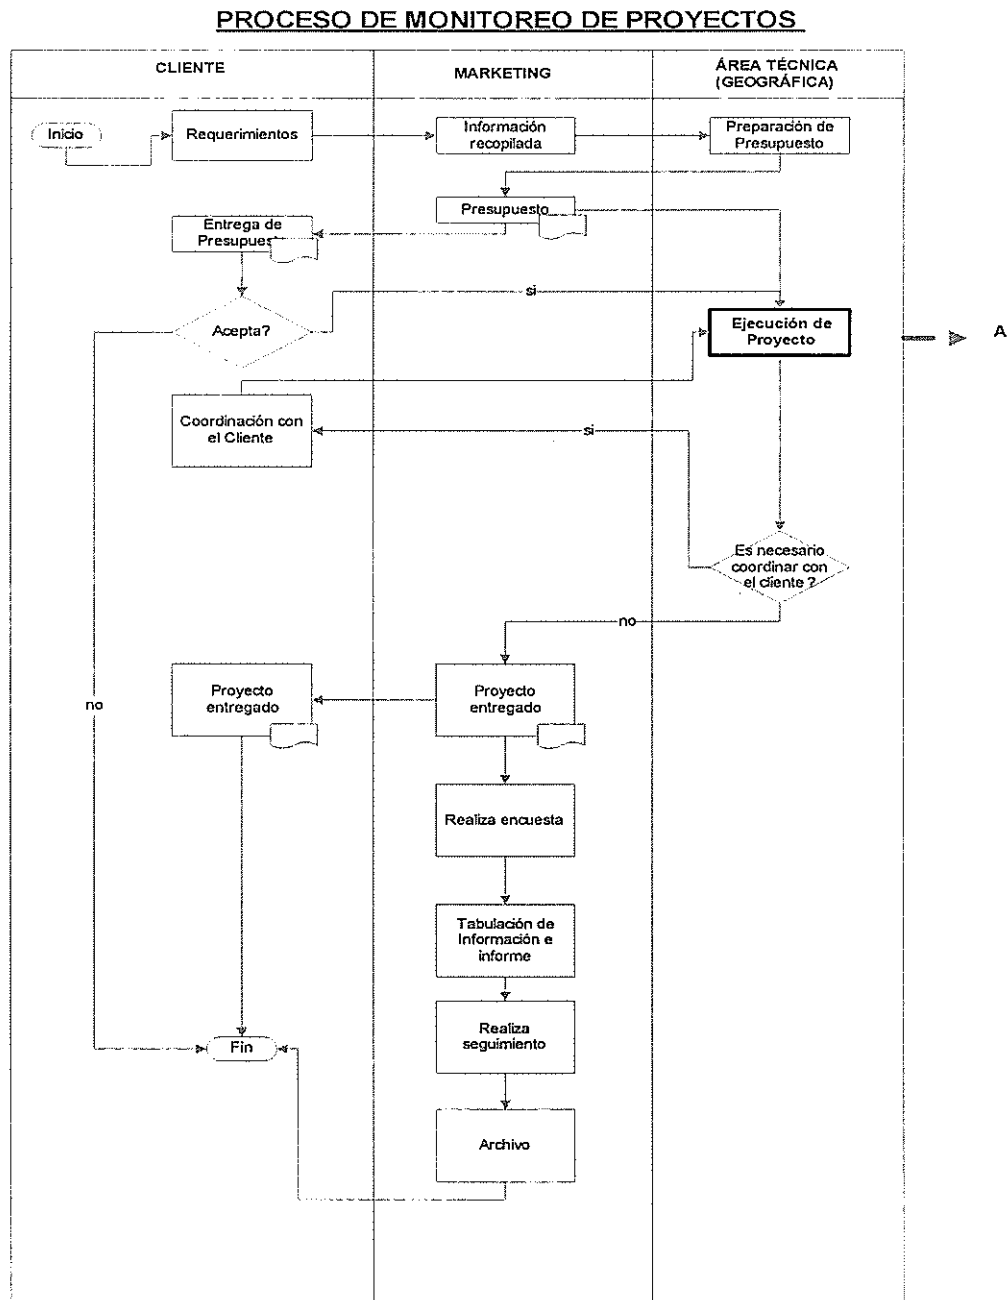 PROCESO DE MONITOREO DE PROYECTOS
CLIENTE
MARKETING
ÁREA TÉCNICA
(GEOGRÁFICA)
Inicio
Requerimientos
Información
recopilada
Preparación de
Presupuesto
Presupuesto
Entrega de
Presupuest
si
Acepta?
Ejecución de
Proyecto
A
Coordinación con
el Cliente
si
Es necesario
coordinar con
el cliente ?
no
no
Proyecto
entregado
Proyecto
entregado
Realiza encuesta
Tabulación de
Información e
informe
Realiza
seguimiento
Fin
Archivo